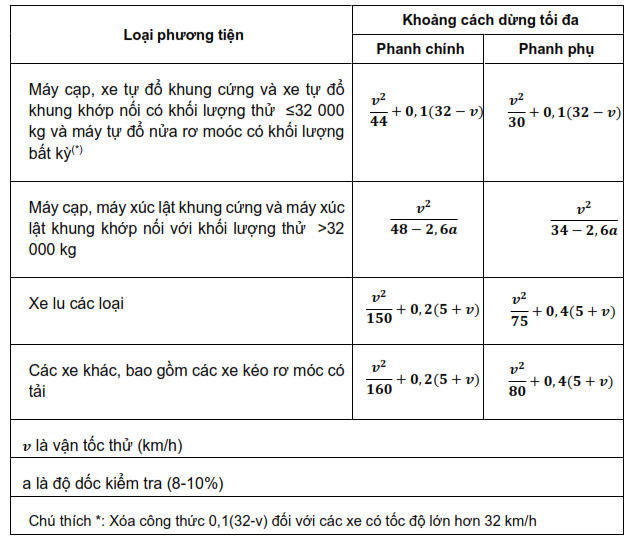 Loại phương tiện
Khoảng cách dừng tối đa
Phanh chính
Phanh phụ
Máy cạp, xe tự đổ khung cứng và xe tự đổ
khung khớp nối có khối lượng thử ≤32 000
kg và máy tự đổ nửa rơ moóc có khối lượng
bất kỳ(*)
v²/44 + 0,1(32 − v)
v²/30 + 0,1(32 − v)
Máy cạp, máy xúc lật khung cứng và máy xúc
lật khung khớp nối với khối lượng thử >32
000 kg
v²/(48 − 2,6a)
v²/(34 − 2,6a)
Xe lu các loại
v²/150 + 0,2(5 + v)
v²/75 + 0,4(5 + v)
Các xe khác, bao gồm các xe kéo rơ móc có
tải
v²/160 + 0,2(5 + v)
v²/80 + 0,4(5 + v)
v là vận tốc thử (km/h)
a là độ dốc kiểm tra (8-10%)
Chú thích *: Xóa công thức 0,1(32-v) đối với các xe có tốc độ lớn hơn 32 km/h